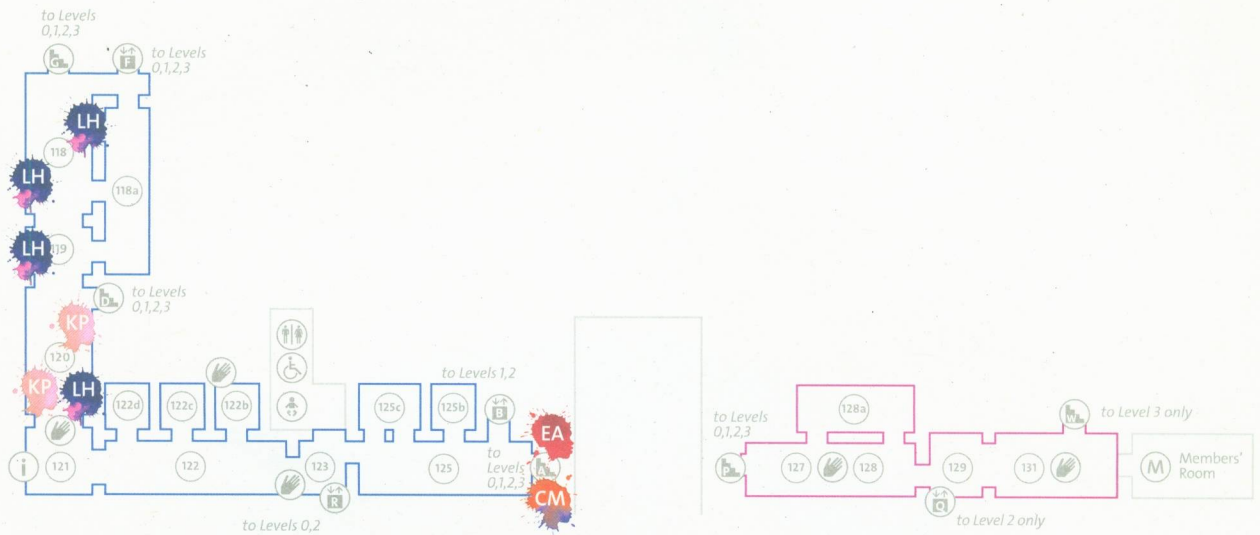 to Levels
0,1,2,3
G
F
to Levels
0,1,2,3
LH
118
LH
118a
LH
119
D
to Levels
0,1,2,3
KP
120
KP
LH
122d
122c
122b
to Levels 1,2
125c
125b
B
EA
to
Levels
0,1,2,3
A
CM
i
121
122
123
125
R
to Levels 0,2
to Levels
0,1,2,3
P
128a
W
to Level 3 only
127
128
129
131
M
Members'
Room
Q
to Level 2 only